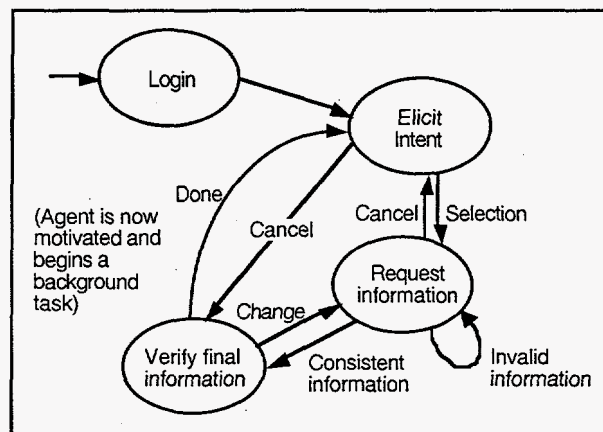 Login
Elicit
Intent
Done
(Agent is now
motivated and
begins a
background
task)
Cancel
Cancel
Selection
Request
information
Change
Verify final
information
Consistent
information
Invalid
information